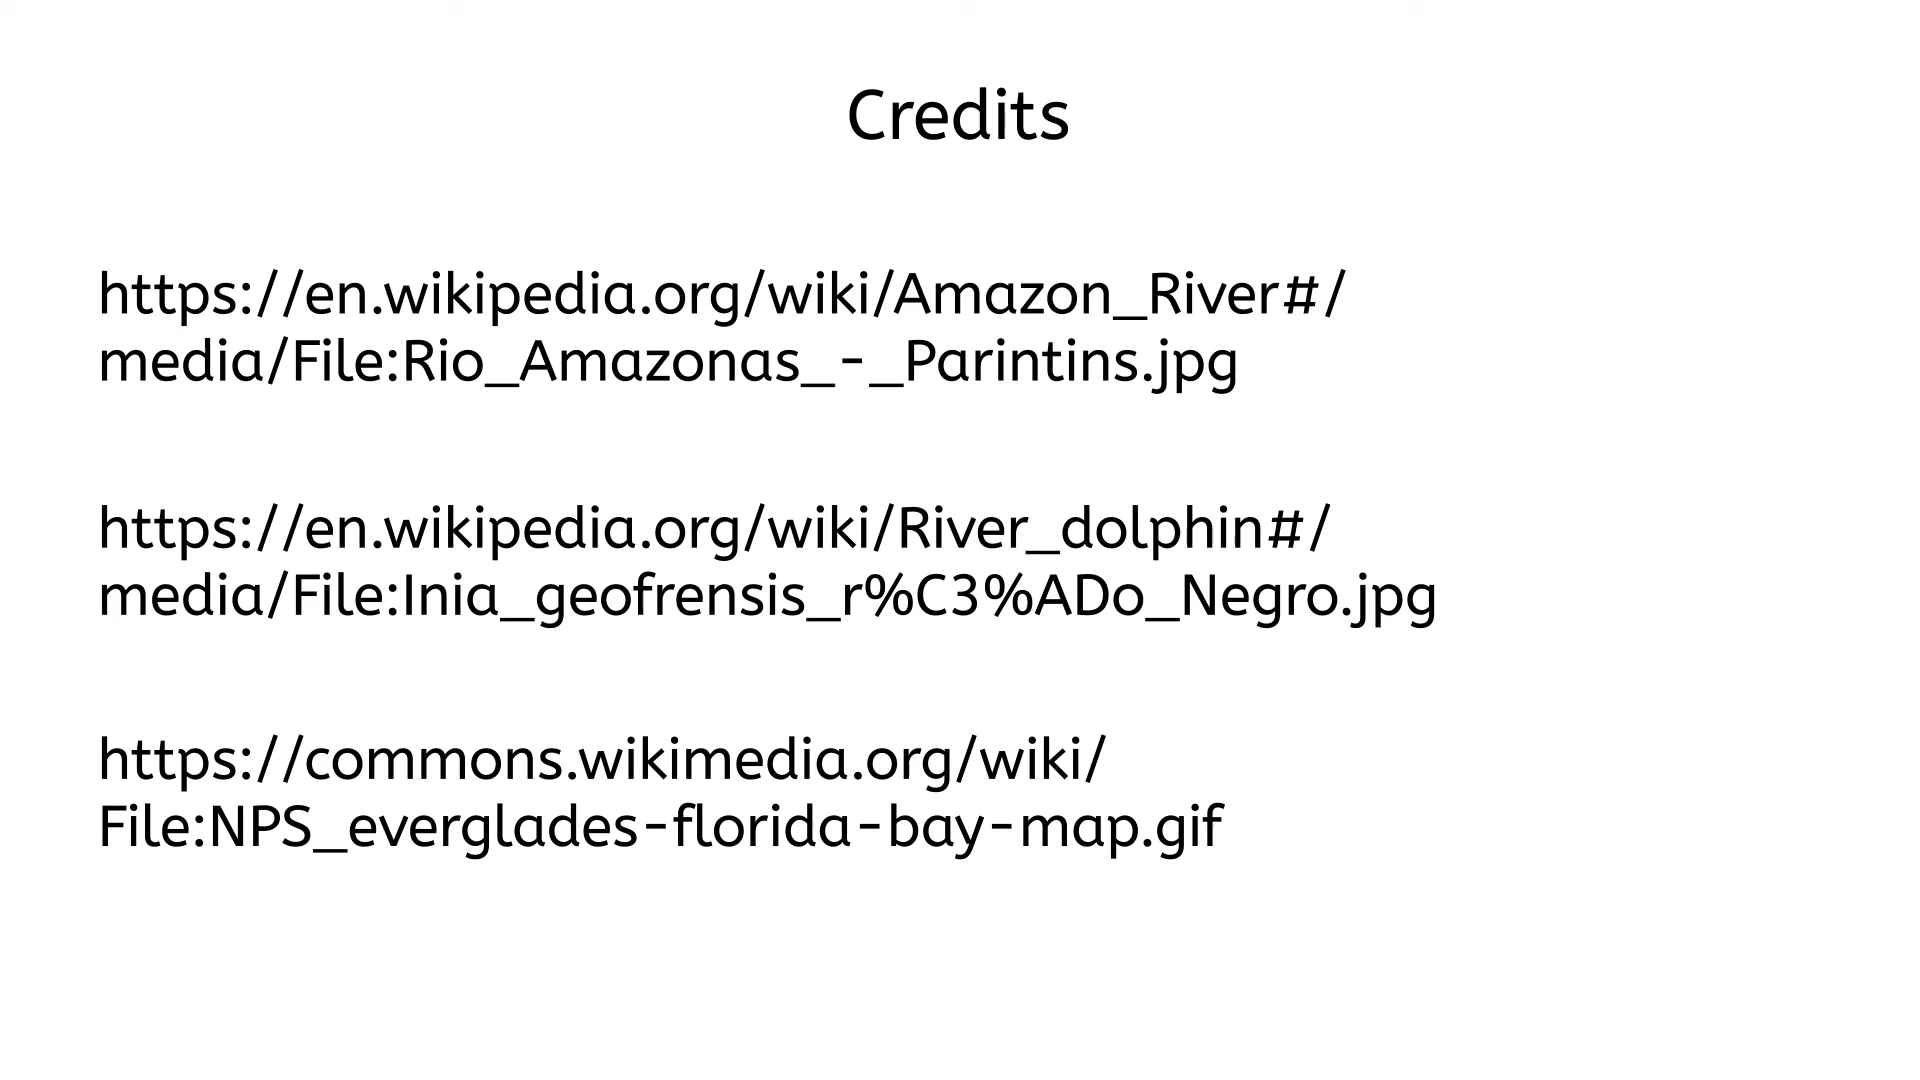 Credits
https://en.wikipedia.org/wiki/Amazon_River#/
media/File:Rio_Amazonas_-_Parintins.jpg
https://en.wikipedia.org/wiki/River_dolphin#/
media/File:Inia_geofrensis_r%C3%ADo_Negro.jpg
https://commons.wikimedia.org/wiki/
File:NPS_everglades-florida-bay-map.gif